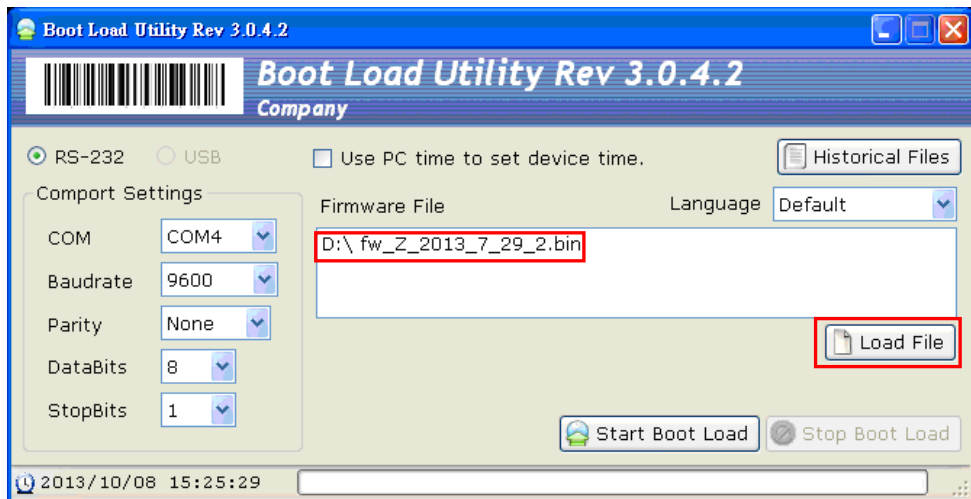 Boot Load Utility Rev 3.0.4.2
Boot Load Utility Rev 3.0.4.2
Company
RS-232 USB Use PC time to set device time. Historical Files
Comport Settings
Firmware File Language Default
COM COM4
D:\ fw_Z_2013_7_29_2.bin
Baudrate 9600
Parity None
Load File
DataBits 8
StopBits 1
Start Boot Load Stop Boot Load
2013/10/08 15:25:29